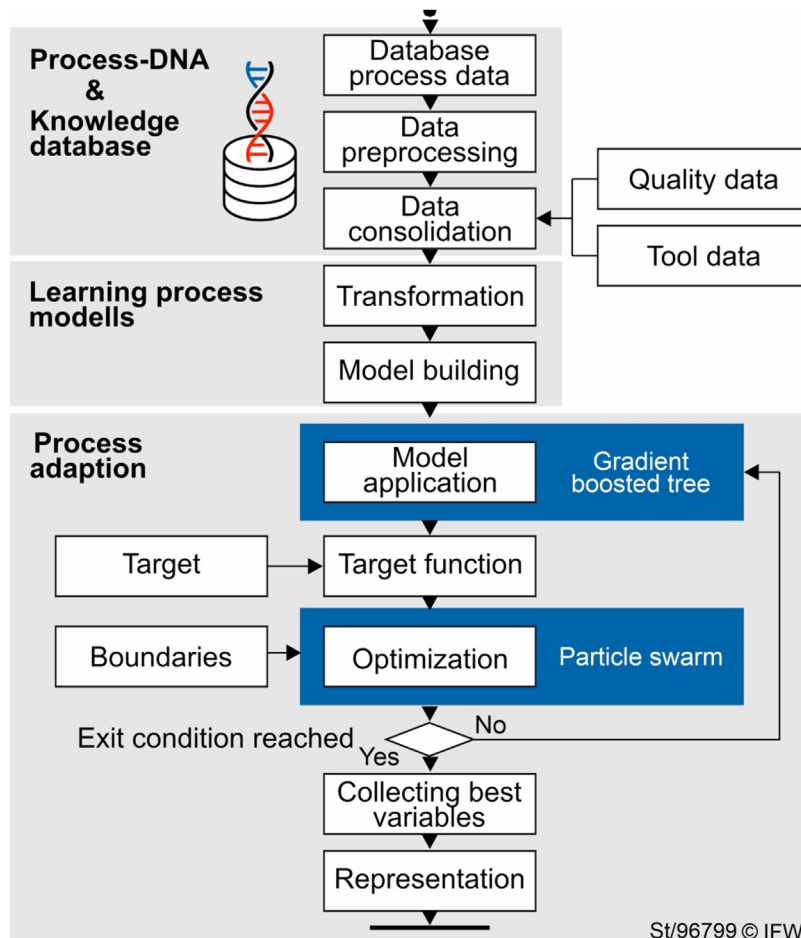 Process-DNA
&
Knowledge
database
Database
process data
Data
preprocessing
Data
consolidation
Quality data
Tool data
Learning process
modells
Transformation
Model building
Process
adaption
Model
application
Gradient
boosted tree
Target
Target function
Boundaries
Optimization
Particle swarm
Exit condition reached
No
Yes
Collecting best
variables
Representation
St/96799 © IFW